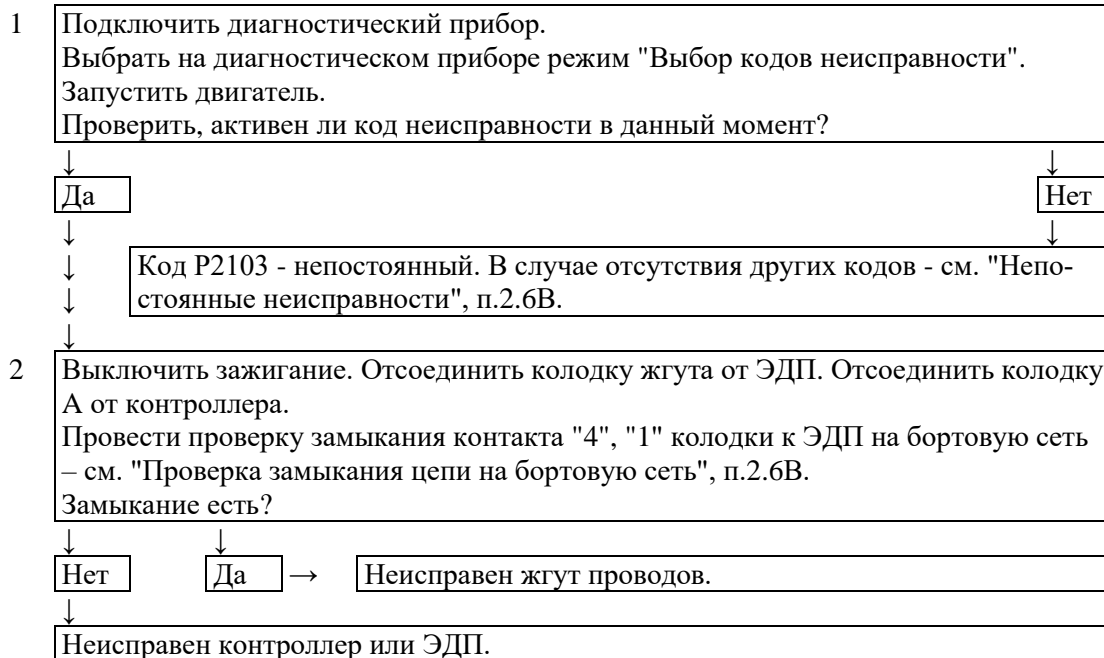 1 Подключить диагностический прибор.
Выбрать на диагностическом приборе режим "Выбор кодов неисправности".
Запустить двигатель.
Проверить, активен ли код неисправности в данный момент?
↓ ↓
Да Нет
↓ ↓
↓ Код Р2103 - непостоянный. В случае отсутствия других кодов - см. "Непо-
↓ стоянные неисправности", п.2.6В.
↓
2 Выключить зажигание. Отсоединить колодку жгута от ЭДП. Отсоединить колодку
А от контроллера.
Провести проверку замыкания контакта "4", "1" колодки к ЭДП на бортовую сеть
– см. "Проверка замыкания цепи на бортовую сеть", п.2.6В.
Замыкание есть?
↓ ↓
Нет Да → Неисправен жгут проводов.
↓
Неисправен контроллер или ЭДП.